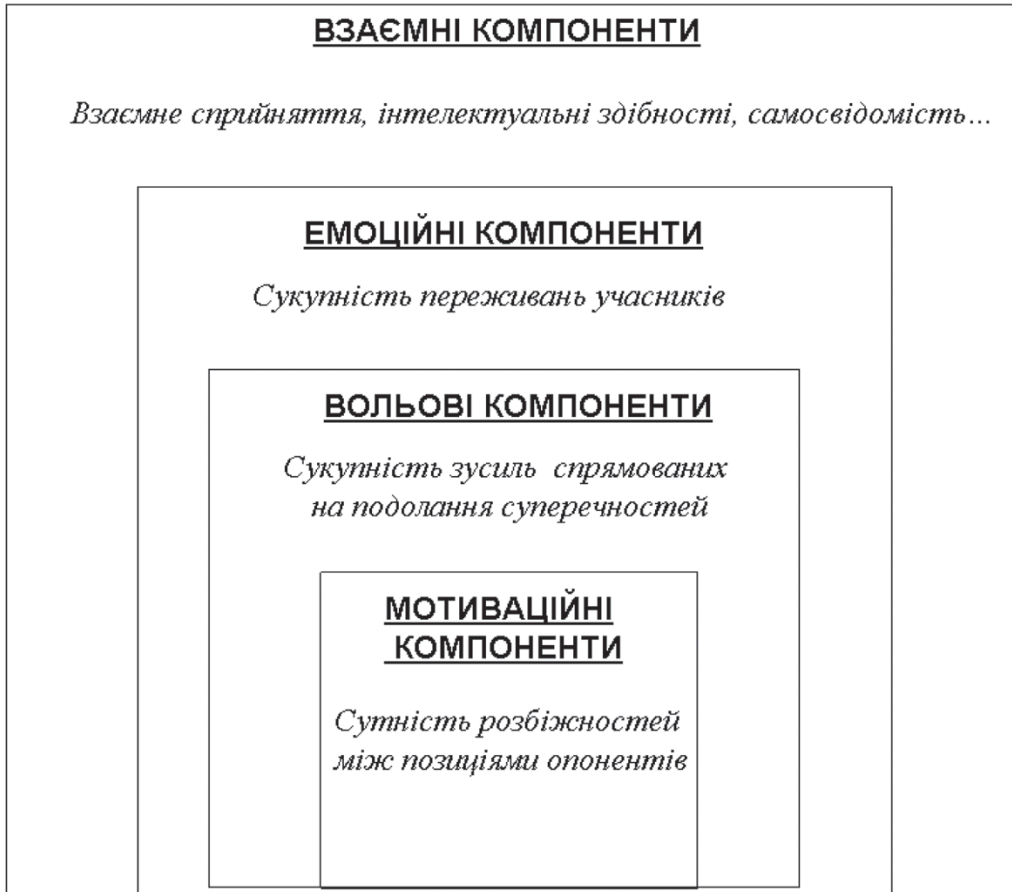 ВЗАЄМНІ КОМПОНЕНТИ
Взаємне сприйняття, інтелектуальні здібності, самосвідомість...
ЕМОЦІЙНІ КОМПОНЕНТИ
Сукупність переживань учасників
ВОЛЬОВІ КОМПОНЕНТИ
Сукупність зусиль спрямованих
на подолання суперечностей
МОТИВАЦІЙНІ
КОМПОНЕНТИ
Сутність розбіжностей
між позиціями опонентів